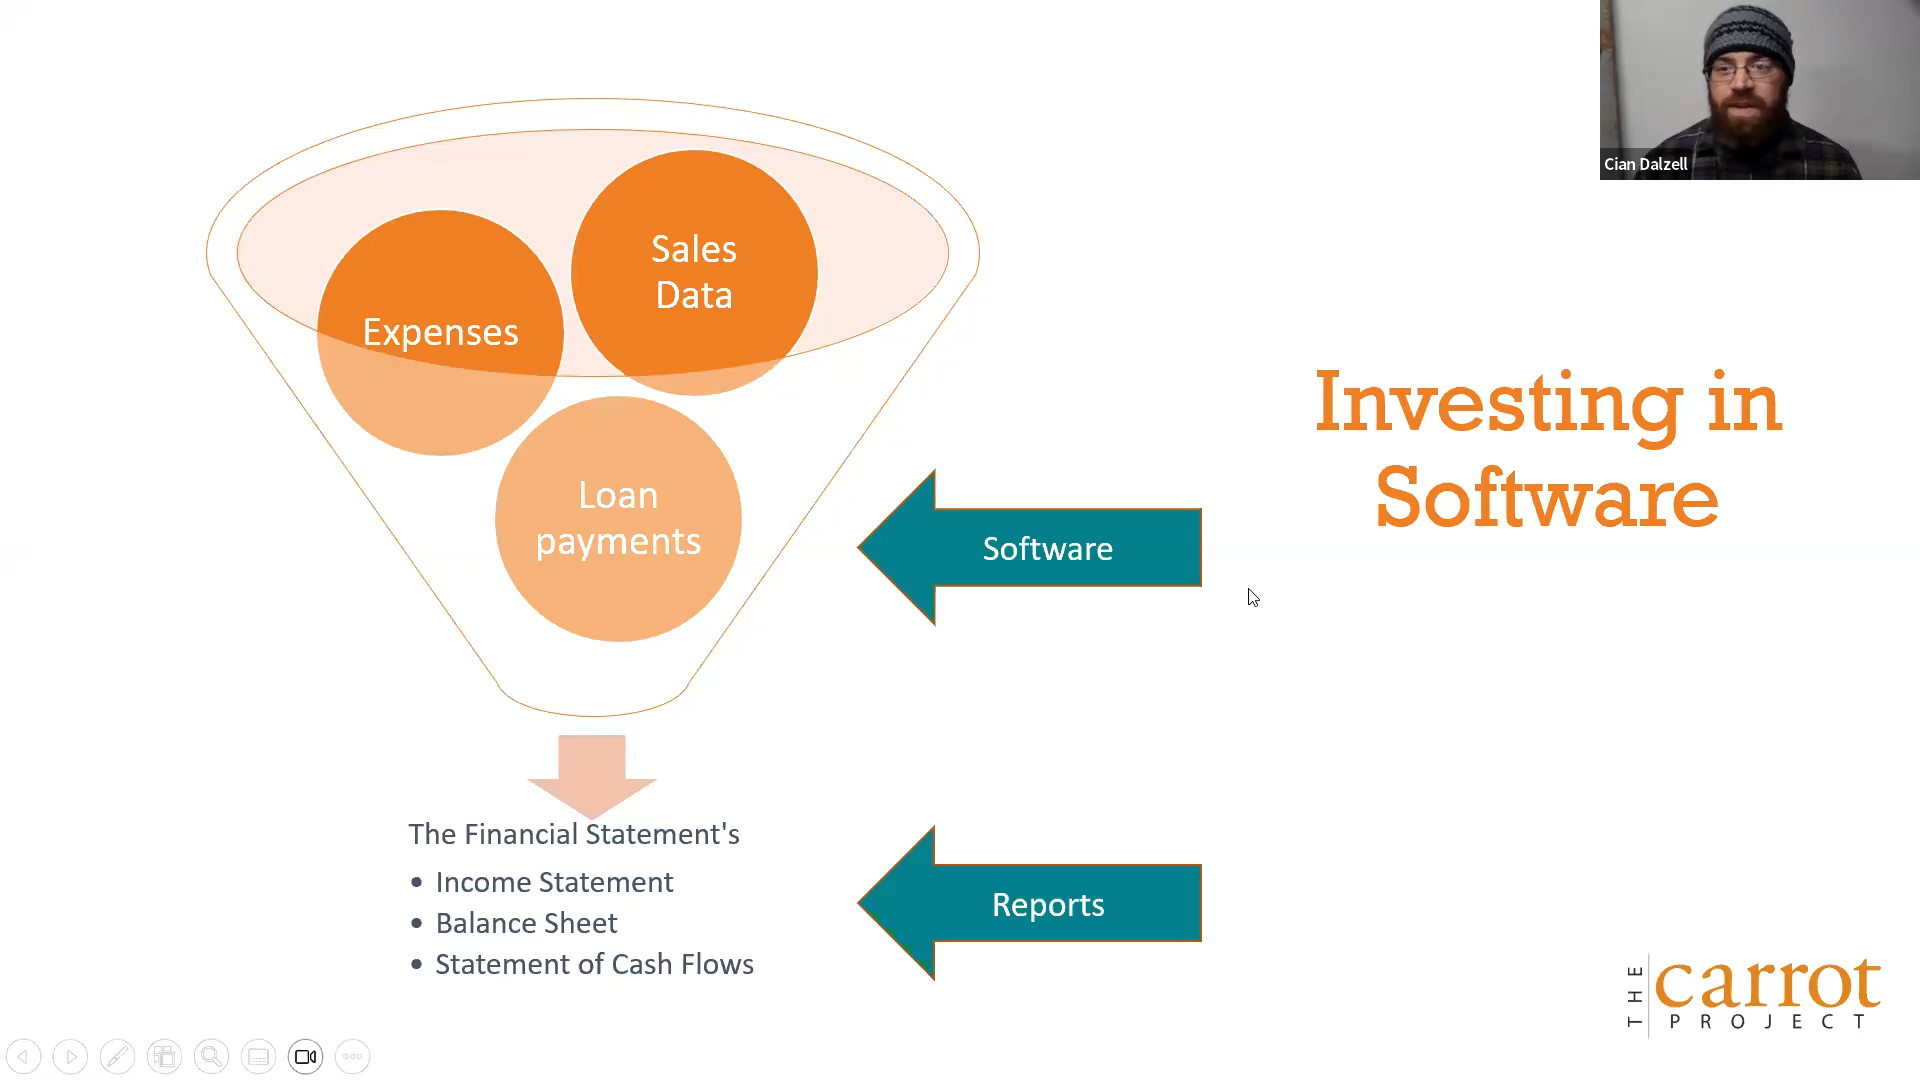 Cian Dalzell
Sales
Data
Expenses
Loan
payments
Investing in
Software
Software
The Financial Statement's
• Income Statement
• Balance Sheet
• Statement of Cash Flows
Reports
THE
carrot
PROJECT